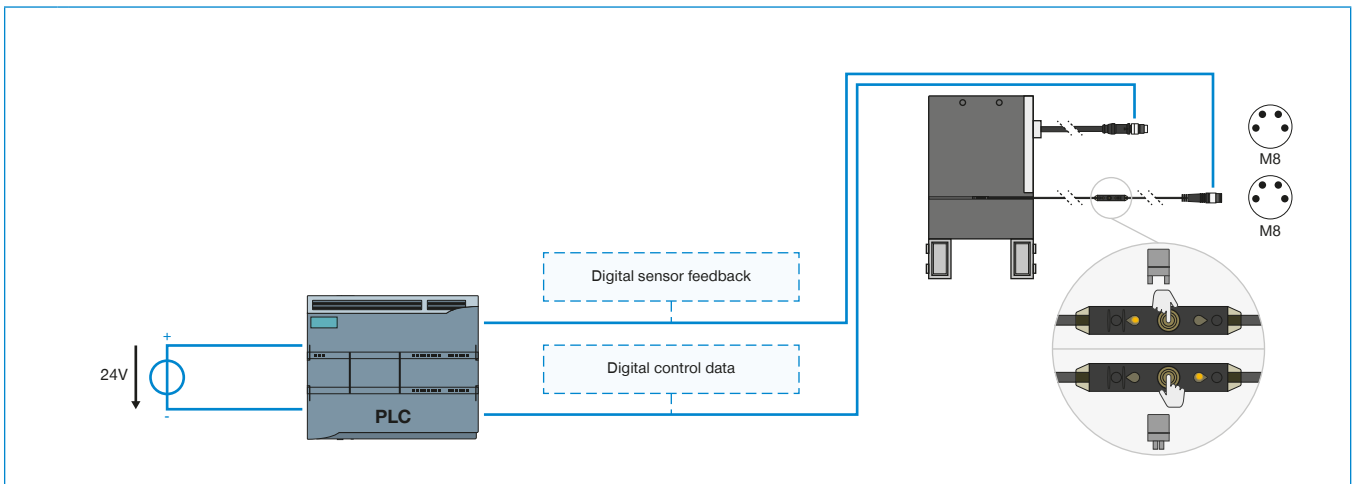 M8
M8
Digital sensor feedback
+
24V
Digital control data
-
PLC